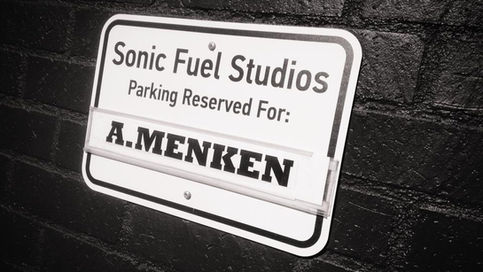 Sonic Fuel Studios
Parking Reserved For:
A.MENKEN